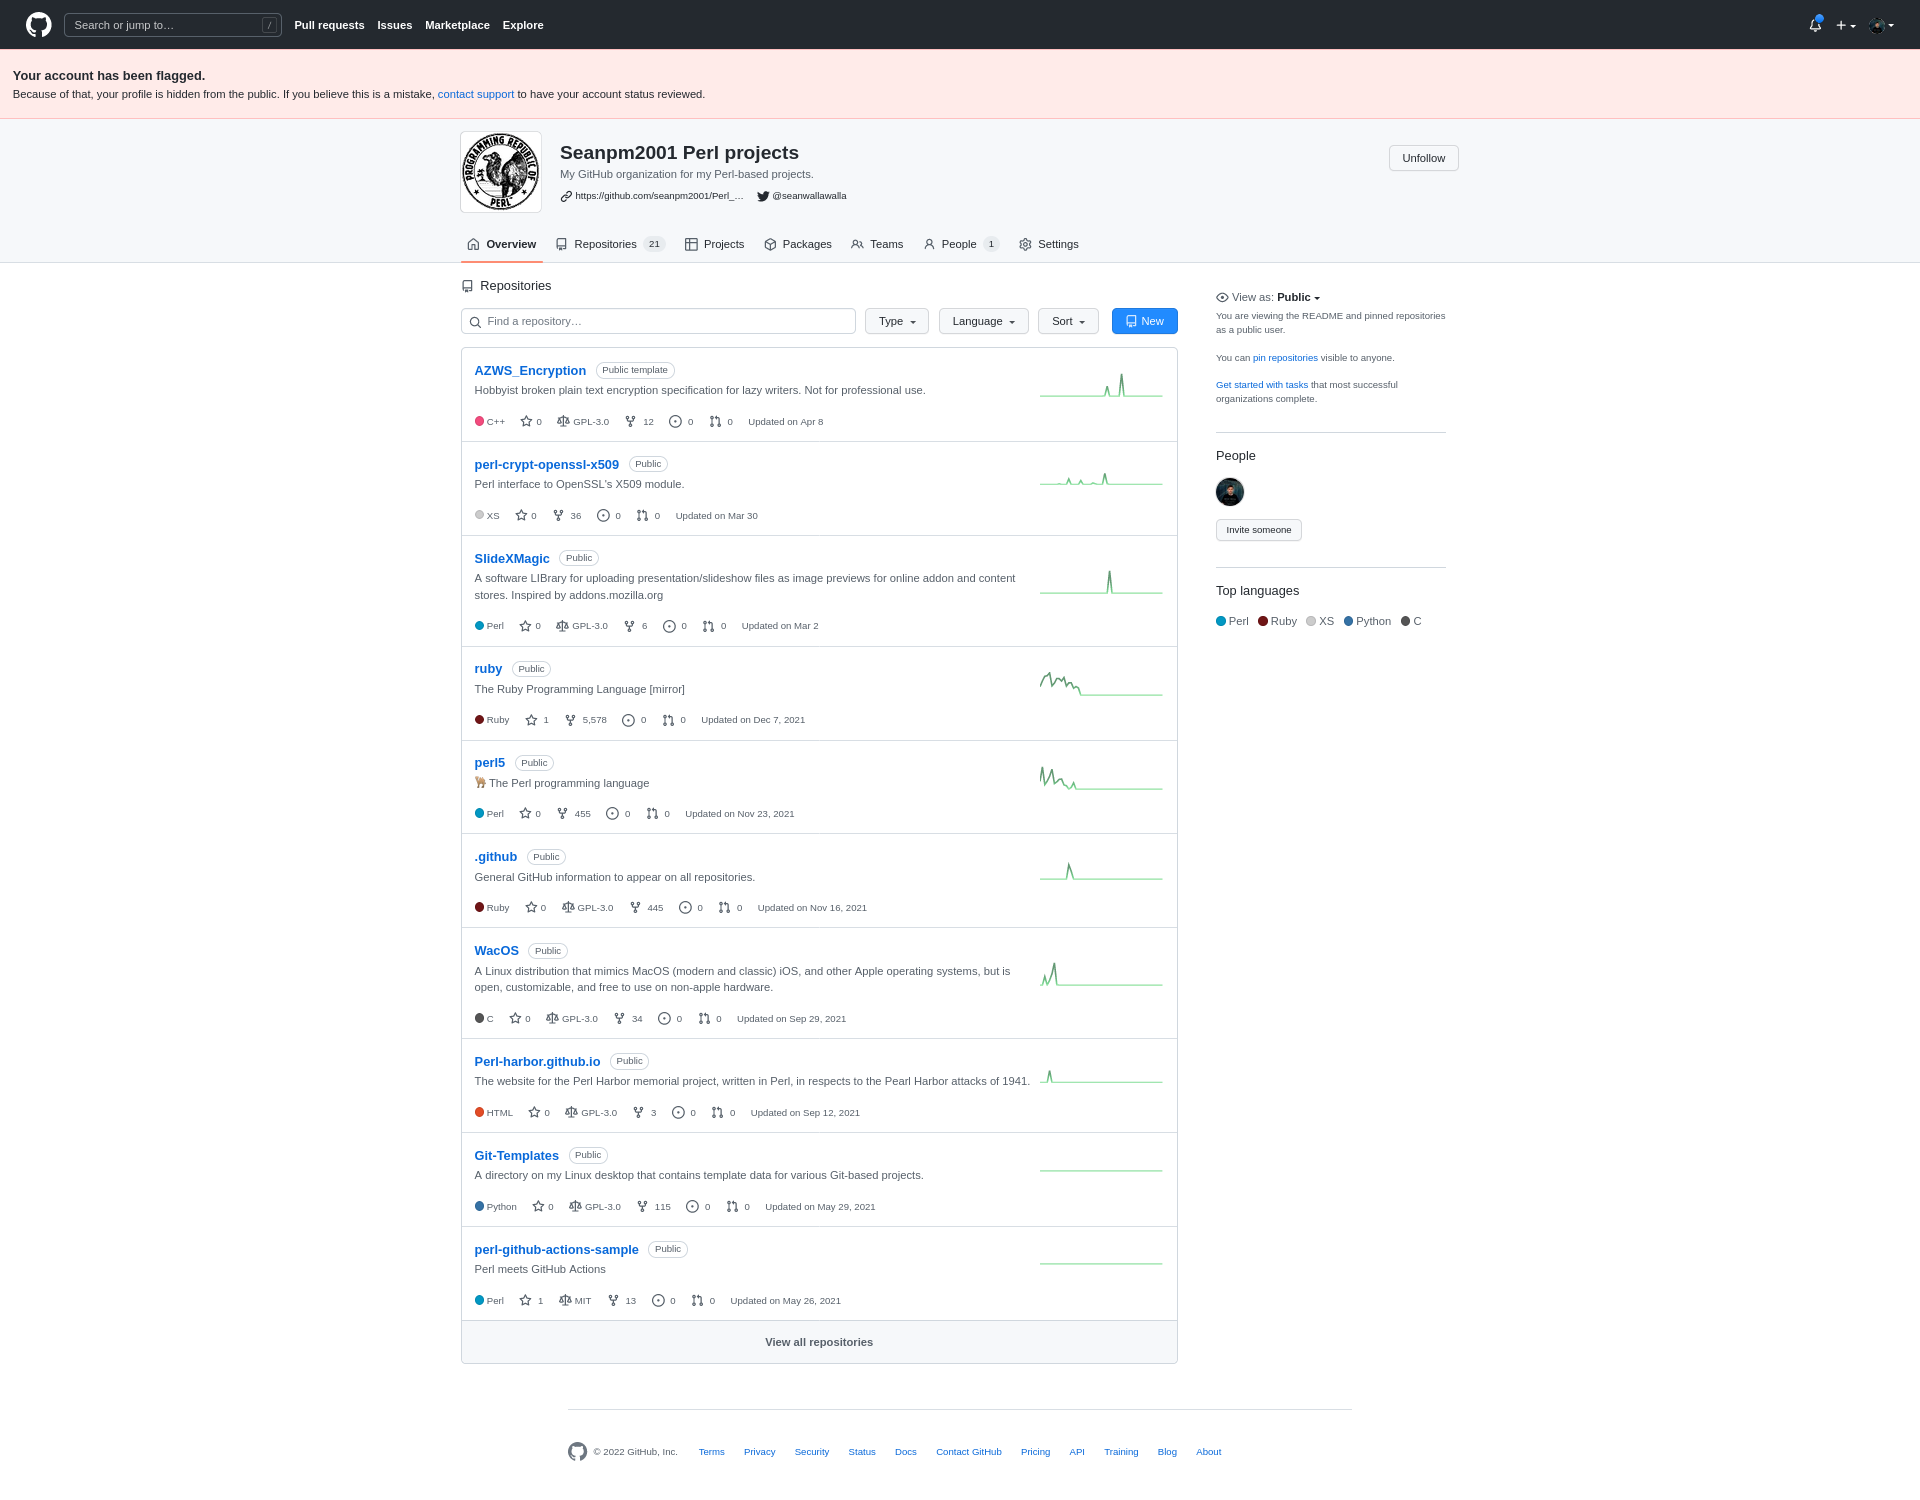 Search or jump to… /
Pull requests Issues Marketplace Explore
Your account has been flagged.
Because of that, your profile is hidden from the public. If you believe this is a mistake, contact support to have your account status reviewed.
PROGRAMMING REPUBLIC OF PERL
Seanpm2001 Perl projects
My GitHub organization for my Perl-based projects.
https://github.com/seanpm2001/Perl_… @seanwallawalla
Unfollow
Overview Repositories 21 Projects Packages Teams People 1 Settings
Repositories
Find a repository… Type Language Sort New
AZWS_Encryption Public template
Hobbyist broken plain text encryption specification for lazy writers. Not for professional use.
C++ 0 GPL-3.0 12 0 0 Updated on Apr 8
perl-crypt-openssl-x509 Public
Perl interface to OpenSSL's X509 module.
XS 0 36 0 0 Updated on Mar 30
SlideXMagic Public
A software LIBrary for uploading presentation/slideshow files as image previews for online addon and content
stores. Inspired by addons.mozilla.org
Perl 0 GPL-3.0 6 0 0 Updated on Mar 2
ruby Public
The Ruby Programming Language [mirror]
Ruby 1 5,578 0 0 Updated on Dec 7, 2021
perl5 Public
🐫 The Perl programming language
Perl 0 455 0 0 Updated on Nov 23, 2021
.github Public
General GitHub information to appear on all repositories.
Ruby 0 GPL-3.0 445 0 0 Updated on Nov 16, 2021
WacOS Public
A Linux distribution that mimics MacOS (modern and classic) iOS, and other Apple operating systems, but is
open, customizable, and free to use on non-apple hardware.
C 0 GPL-3.0 34 0 0 Updated on Sep 29, 2021
Perl-harbor.github.io Public
The website for the Perl Harbor memorial project, written in Perl, in respects to the Pearl Harbor attacks of 1941.
HTML 0 GPL-3.0 3 0 0 Updated on Sep 12, 2021
Git-Templates Public
A directory on my Linux desktop that contains template data for various Git-based projects.
Python 0 GPL-3.0 115 0 0 Updated on May 29, 2021
perl-github-actions-sample Public
Perl meets GitHub Actions
Perl 1 MIT 13 0 0 Updated on May 26, 2021
View all repositories
View as: Public
You are viewing the README and pinned repositories
as a public user.
You can pin repositories visible to anyone.
Get started with tasks that most successful
organizations complete.
People
Invite someone
Top languages
Perl Ruby XS Python C
© 2022 GitHub, Inc. Terms Privacy Security Status Docs Contact GitHub Pricing API Training Blog About